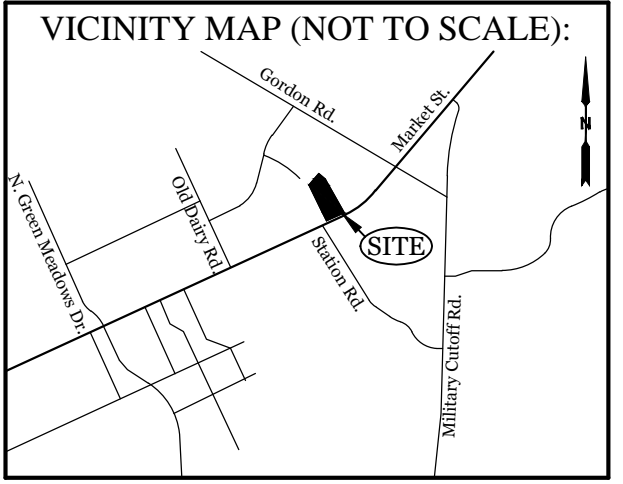 VICINITY MAP (NOT TO SCALE):
Gordon Rd.
Market St.
N
N. Green Meadows Dr.
Old Dairy Rd.
SITE
Station Rd.
Military Cutoff Rd.